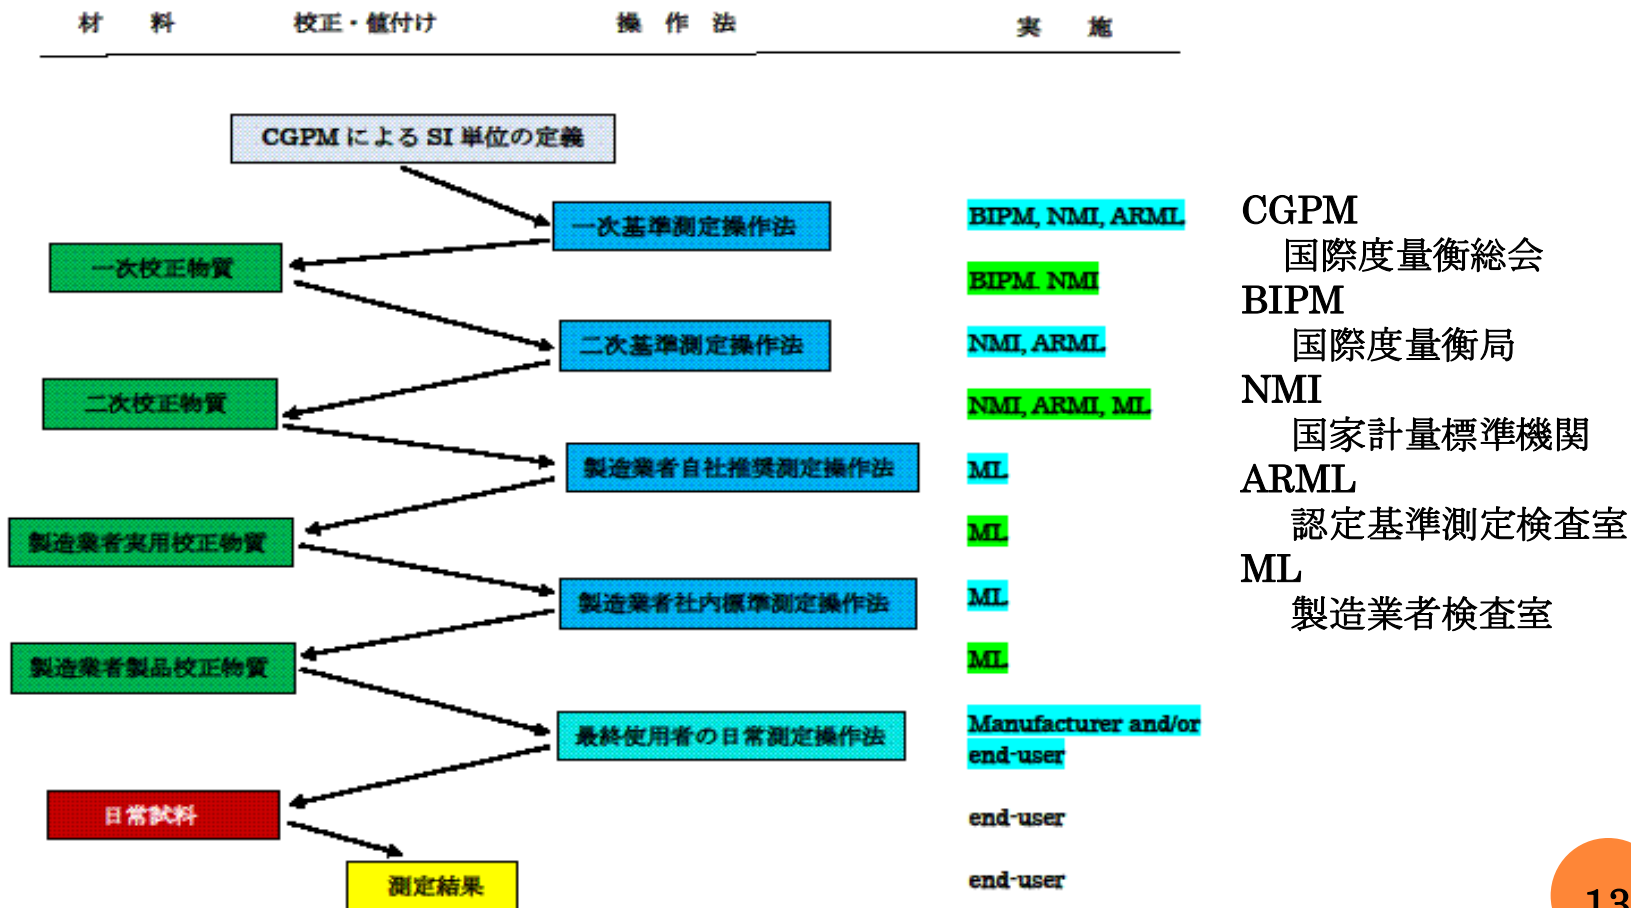 材　料　校正・値付け　操　作　法　実　施
CGPM による SI 単位の定義
一次基準測定操作法
BIPM, NMI, ARML
一次校正物質
BIPM. NMI
二次基準測定操作法
NMI, ARML
二次校正物質
NMI, ARMI, ML
製造業者自社推奨測定操作法
ML
製造業者実用校正物質
ML
製造業者社内標準測定操作法
ML
製造業者製品校正物質
ML
最終使用者の日常測定操作法
Manufacturer and/or
end-user
日常試料
end-user
測定結果
end-user
CGPM
国際度量衡総会
BIPM
国際度量衡局
NMI
国家計量標準機関
ARML
認定基準測定検査室
ML
製造業者検査室
13